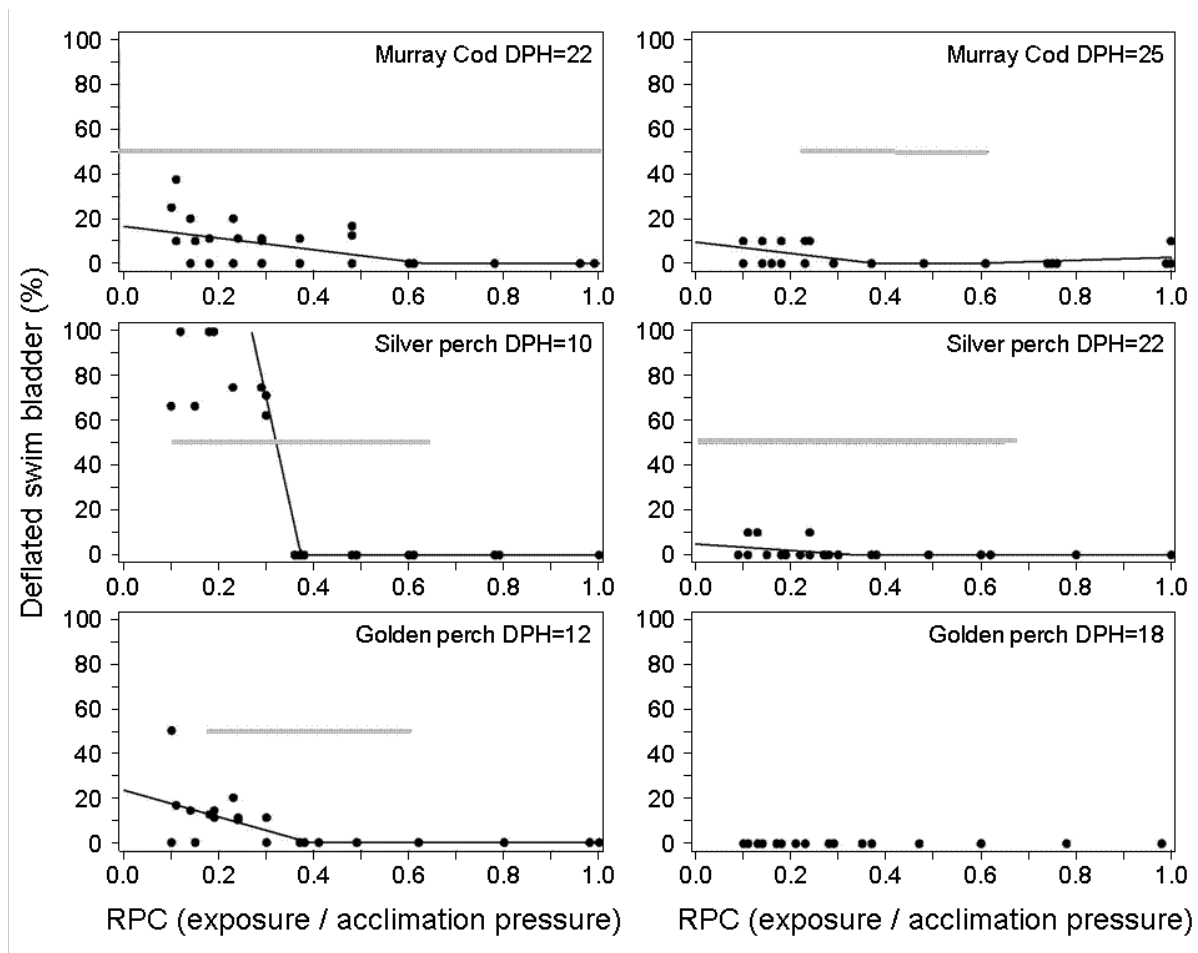 Deflated swim bladder (%)
Murray Cod DPH=22
100
80
60
40
20
0
0.0 0.2 0.4 0.6 0.8 1.0
Murray Cod DPH=25
100
80
60
40
20
0
0.0 0.2 0.4 0.6 0.8 1.0
Silver perch DPH=10
100
80
60
40
20
0
0.0 0.2 0.4 0.6 0.8 1.0
Silver perch DPH=22
100
80
60
40
20
0
0.0 0.2 0.4 0.6 0.8 1.0
Golden perch DPH=12
100
80
60
40
20
0
0.0 0.2 0.4 0.6 0.8 1.0
Golden perch DPH=18
100
80
60
40
20
0
0.0 0.2 0.4 0.6 0.8 1.0
RPC (exposure / acclimation pressure)
RPC (exposure / acclimation pressure)